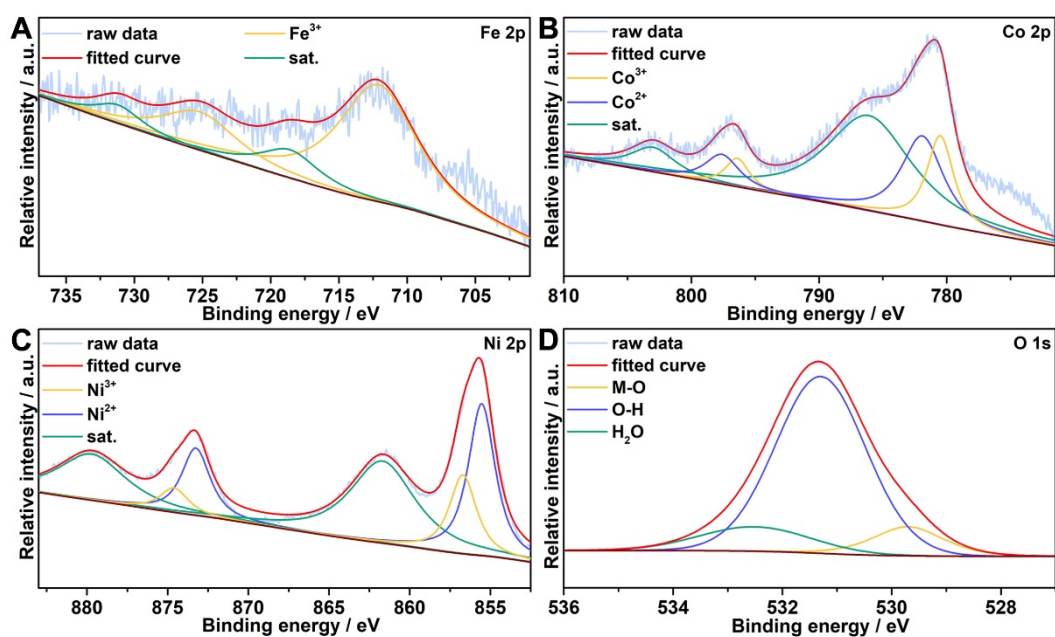 A
Fe 2p
raw data
fitted curve
Fe³⁺
sat.
Relative intensity / a.u.
735 730 725 720 715 710 705
Binding energy / eV
B
Co 2p
raw data
fitted curve
Co³⁺
Co²⁺
sat.
Relative intensity / a.u.
810 800 790 780
Binding energy / eV
C
Ni 2p
raw data
fitted curve
Ni³⁺
Ni²⁺
sat.
Relative intensity / a.u.
880 875 870 865 860 855
Binding energy / eV
D
O 1s
raw data
fitted curve
M-O
O-H
H₂O
Relative intensity / a.u.
536 534 532 530 528
Binding energy / eV